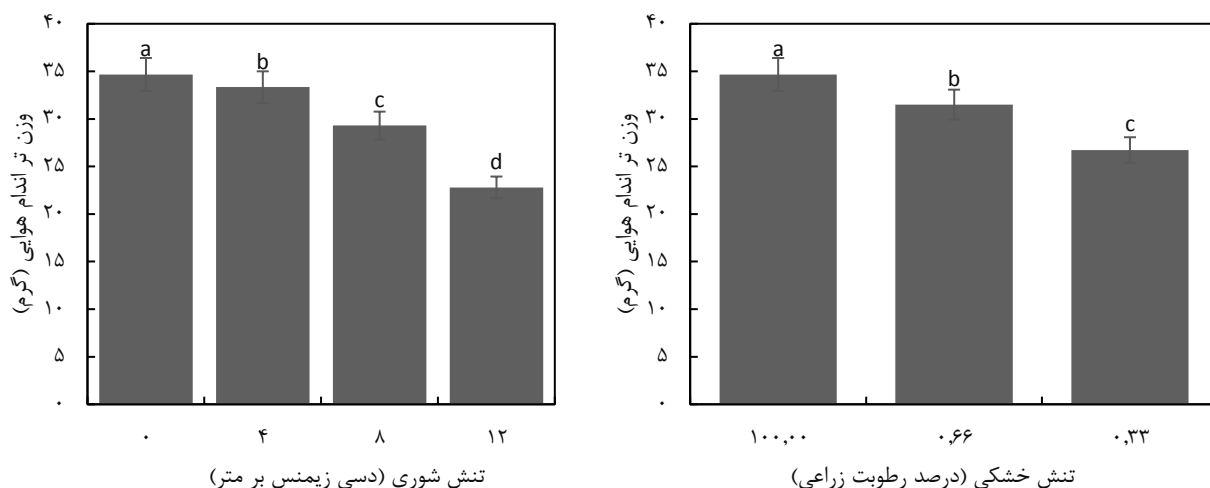 ۴۰
۳۵
۳۰
۲۵
۲۰
۱۵
۱۰
۵
۰
وزن تر اندام هوایی (گرم)
a
b
c
d
۰
۴
۸
۱۲
تنش شوری (دسی زیمنس بر متر)
۴۰
۳۵
۳۰
۲۵
۲۰
۱۵
۱۰
۵
۰
وزن تر اندام هوایی (گرم)
a
b
c
۱۰۰,۰۰
۰,۶۶
۰,۳۳
تنش خشکی (درصد رطوبت زراعی)